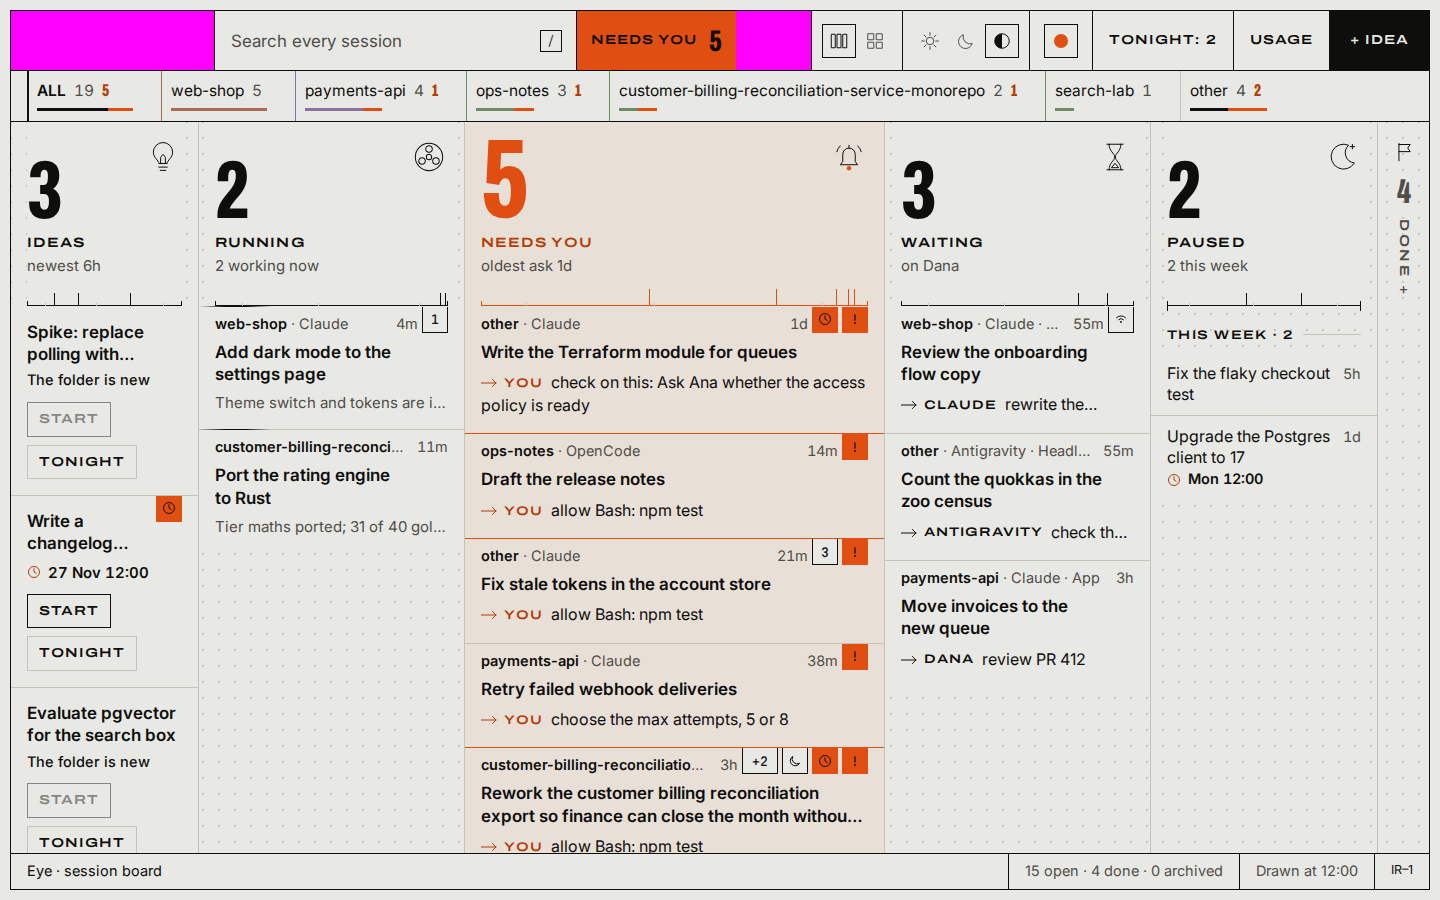 Search every session
/
NEEDS YOU 5
TONIGHT: 2
USAGE
+ IDEA
ALL 19 5
web-shop 5
payments-api 4 1
ops-notes 3 1
customer-billing-reconciliation-service-monorepo 2 1
search-lab 1
other 4 2
3
IDEAS
newest 6h
Spike: replace
polling with...
The folder is new
START
TONIGHT
Write a
changelog...
27 Nov 12:00
START
TONIGHT
Evaluate pgvector
for the search box
The folder is new
START
TONIGHT
2
RUNNING
2 working now
web-shop · Claude 4m 1
Add dark mode to the
settings page
Theme switch and tokens are i...
customer-billing-reconci... 11m
Port the rating engine
to Rust
Tier maths ported; 31 of 40 gol...
5
NEEDS YOU
oldest ask 1d
other · Claude 1d !
Write the Terraform module for queues
→ YOU check on this: Ask Ana whether the access
policy is ready
ops-notes · OpenCode 14m !
Draft the release notes
→ YOU allow Bash: npm test
other · Claude 21m 3 !
Fix stale tokens in the account store
→ YOU allow Bash: npm test
payments-api · Claude 38m !
Retry failed webhook deliveries
→ YOU choose the max attempts, 5 or 8
customer-billing-reconciliatio... 3h +2 !
Rework the customer billing reconciliation
export so finance can close the month withou...
→ YOU allow Bash: npm test
3
WAITING
on Dana
web-shop · Claude · ... 55m
Review the onboarding
flow copy
→ CLAUDE rewrite the...
other · Antigravity · Headl... 55m
Count the quokkas in the
zoo census
→ ANTIGRAVITY check th...
payments-api · Claude · App 3h
Move invoices to the
new queue
→ DANA review PR 412
2
PAUSED
2 this week
THIS WEEK · 2
Fix the flaky checkout 5h
test
Upgrade the Postgres 1d
client to 17
Mon 12:00
4 DONE +
Eye · session board
15 open · 4 done · 0 archived
Drawn at 12:00
IR–1